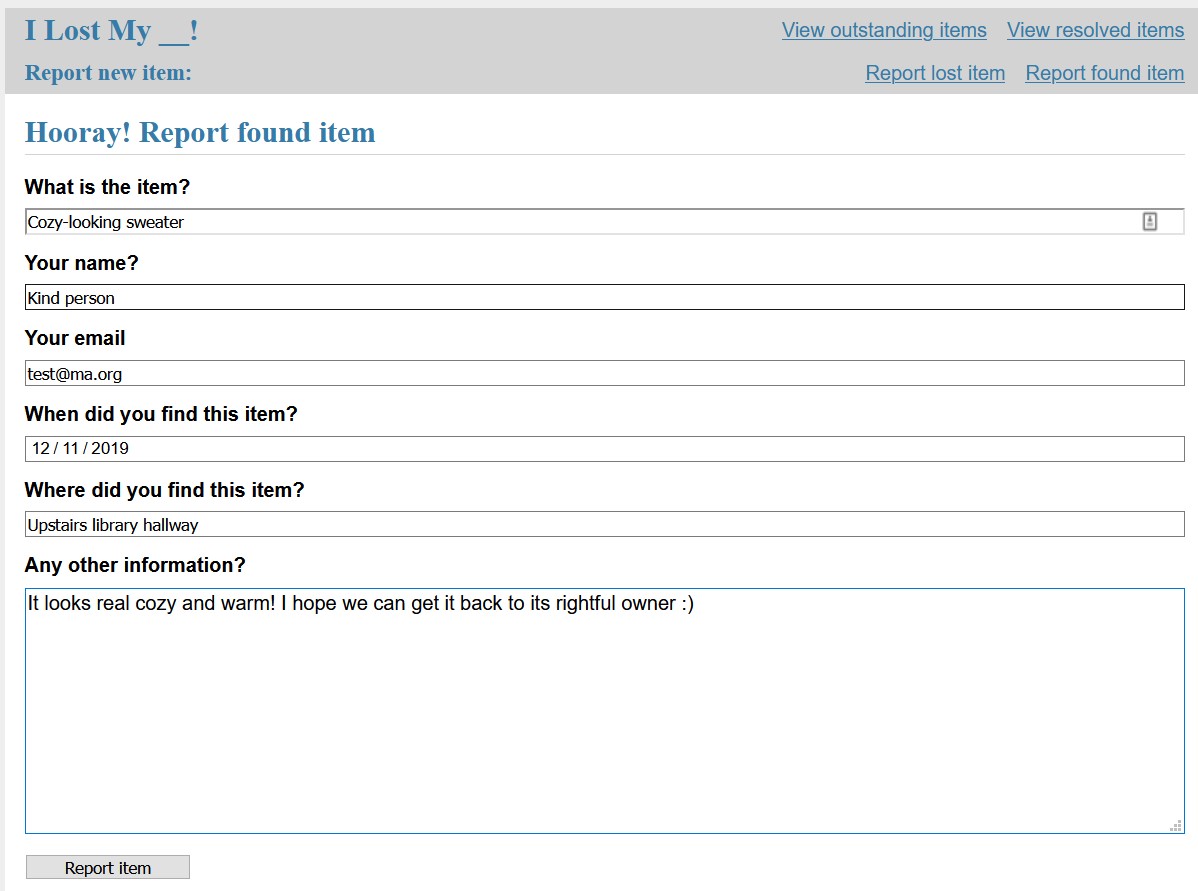 I Lost My __!
View outstanding items View resolved items
Report new item:
Report lost item Report found item
Hooray! Report found item
What is the item?
Cozy-looking sweater
Your name?
Kind person
Your email
test@ma.org
When did you find this item?
12 / 11 / 2019
Where did you find this item?
Upstairs library hallway
Any other information?
It looks real cozy and warm! I hope we can get it back to its rightful owner :)
Report item